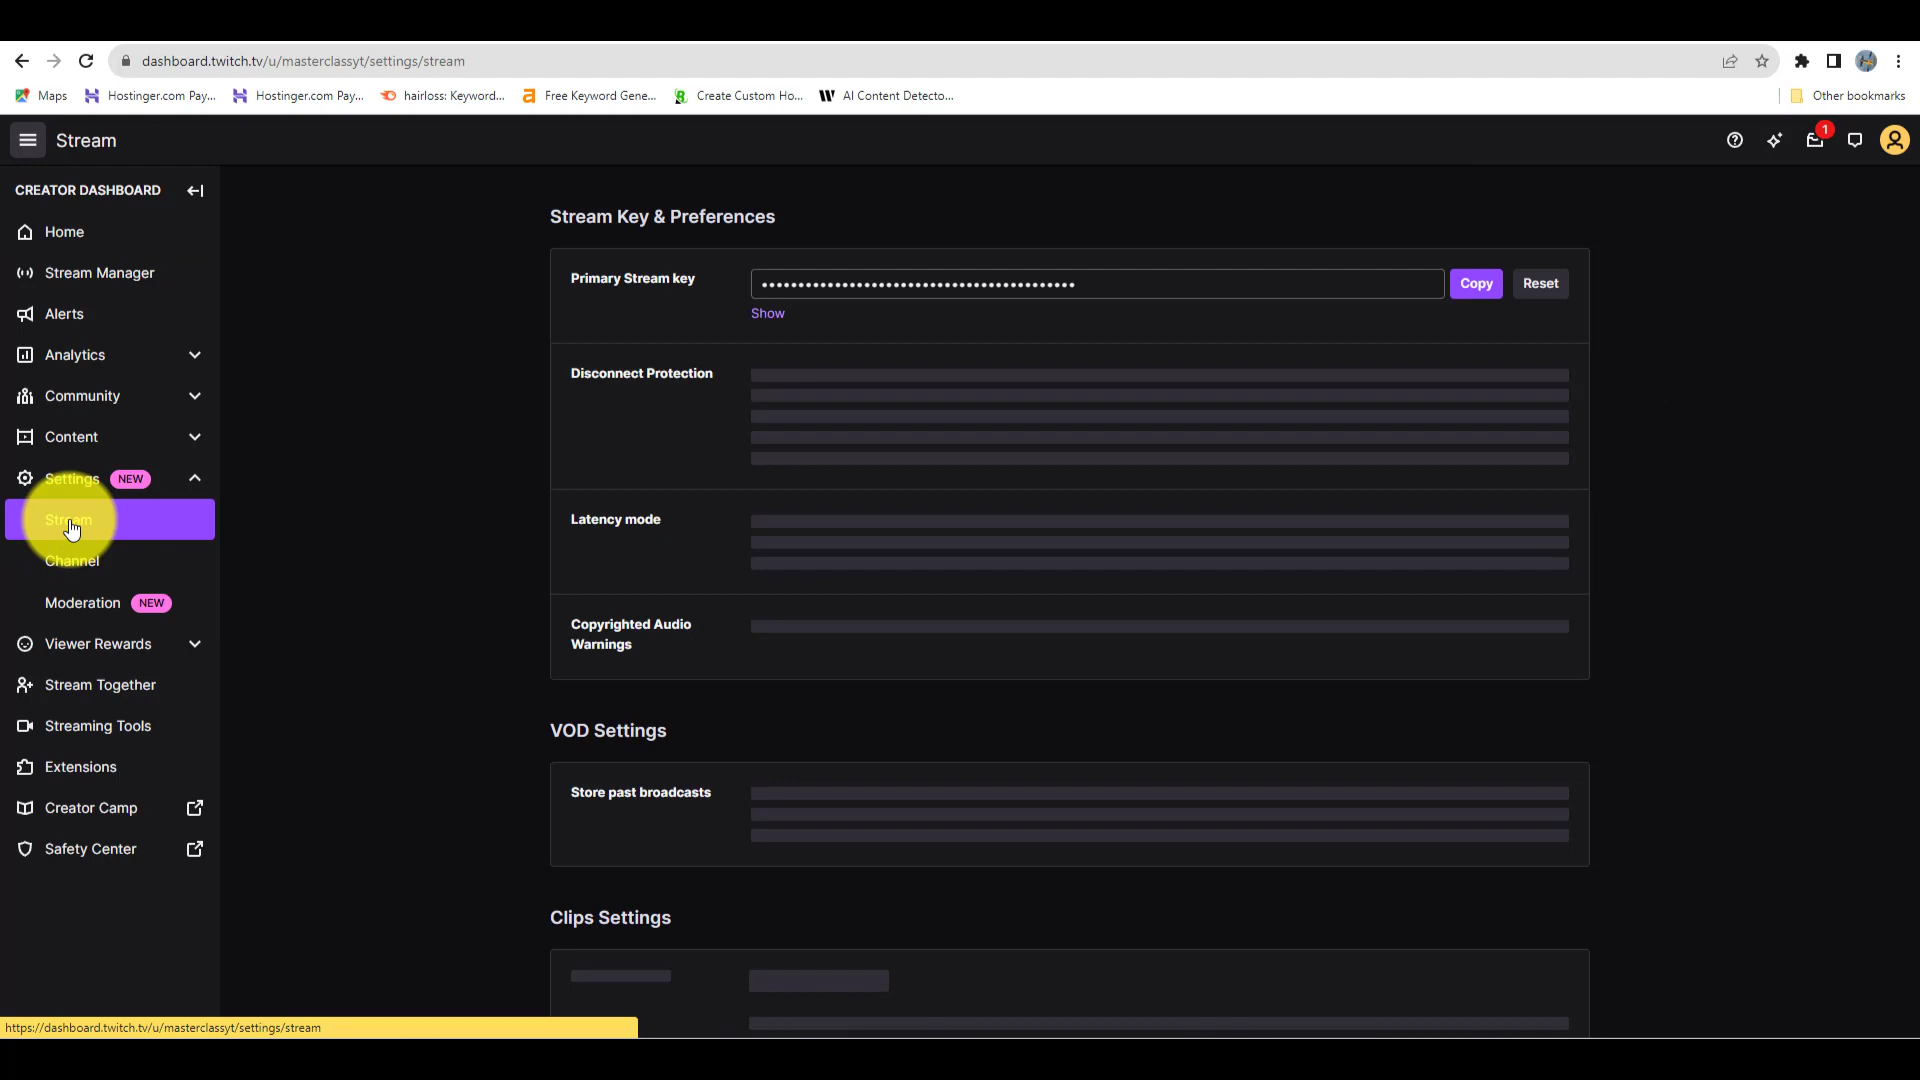 dashboard.twitch.tv/u/masterclassyt/settings/stream
Maps
Hostinger.com Pay...
Hostinger.com Pay...
hairloss: Keyword...
Free Keyword Gene...
Create Custom Ho...
AI Content Detecto...
Other bookmarks
Stream
1
CREATOR DASHBOARD
Home
Stream Manager
Alerts
Analytics
Community
Content
Settings NEW
Stream
Channel
Moderation NEW
Viewer Rewards
Stream Together
Streaming Tools
Extensions
Creator Camp
Safety Center
Stream Key & Preferences
Primary Stream key
Copy
Reset
Show
Disconnect Protection
Latency mode
Copyrighted Audio
Warnings
VOD Settings
Store past broadcasts
Clips Settings
https://dashboard.twitch.tv/u/masterclassyt/settings/stream